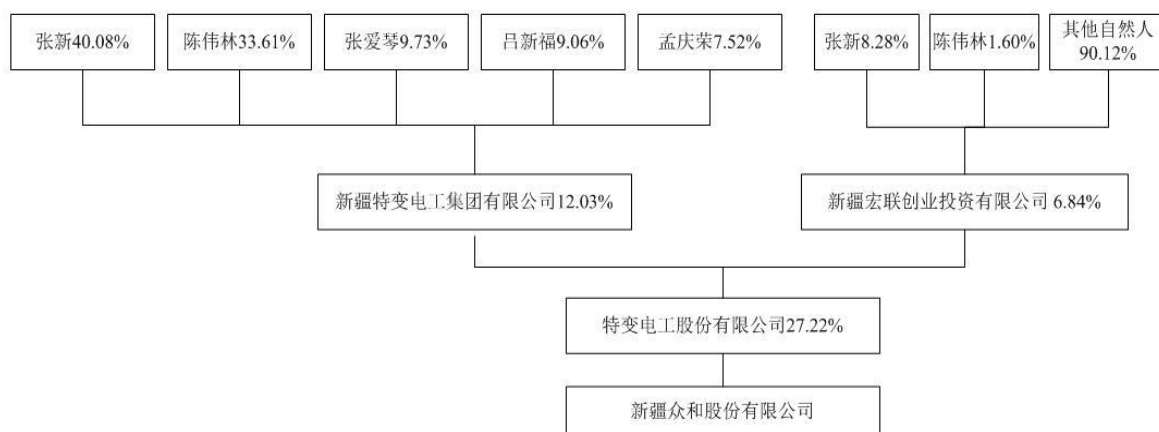 张新40.08%
陈伟林33.61%
张爱琴9.73%
吕新福9.06%
孟庆荣7.52%
张新8.28%
陈伟林1.60%
其他自然人
90.12%
新疆特变电工集团有限公司12.03%
新疆宏联创业投资有限公司 6.84%
特变电工股份有限公司27.22%
新疆众和股份有限公司